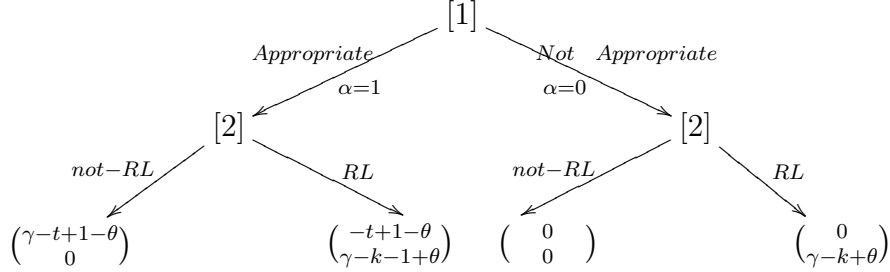 [1]
Appropriate Not Appropriate
α=1 α=0
[2] [2]
not−RL RL not−RL RL
(γ−t+1−θ 0) (−t+1−θ γ−k−1+θ) (0 0) (0 γ−k+θ)